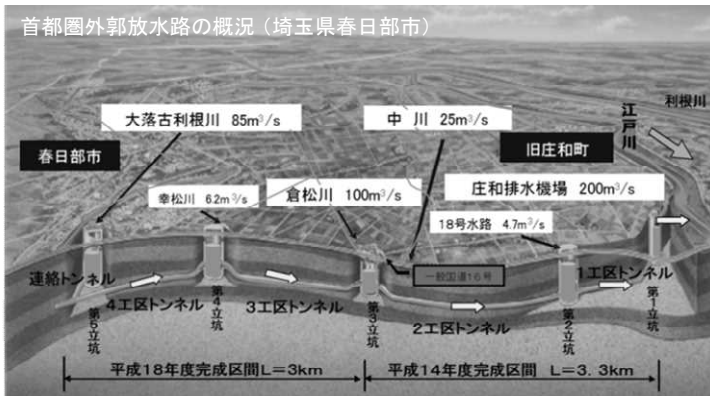 首都圏外郭放水路の概況（埼玉県春日部市）
利根川
江戸川
大落古利根川 85m³/s
中 川 25m³/s
春日部市
旧庄和町
幸松川 6.2m³/s
倉松川 100m³/s
庄和排水機場 200m³/s
18号水路 4.7m³/s
連絡トンネル
4工区トンネル
3工区トンネル
一般国道16号
2工区トンネル
1工区トンネル
第5立坑
第4立坑
第3立坑
第2立坑
第1立坑
平成18年度完成区間L＝3km
平成14年度完成区間 L＝3．3km